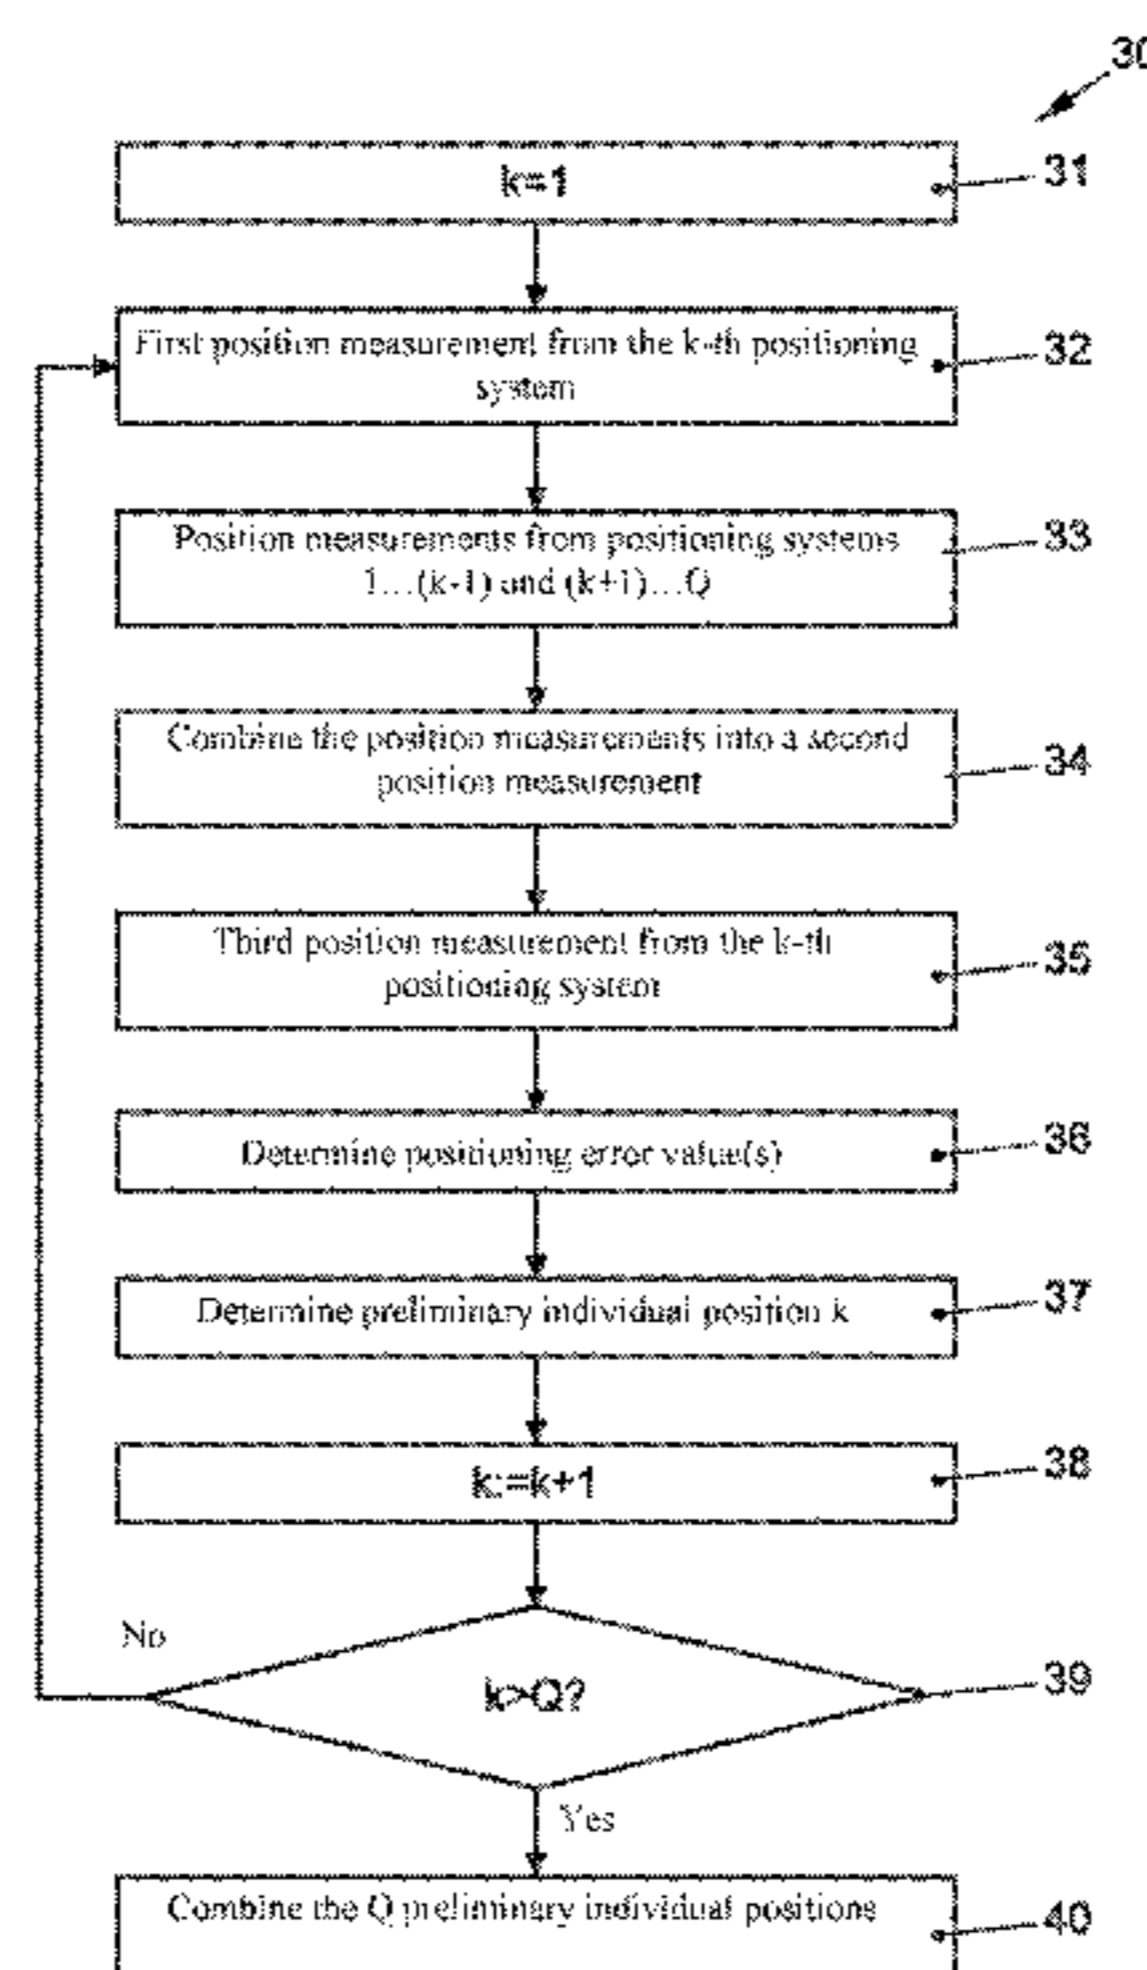 30
k=1
31
First position measurement from the k-th positioning
system
32
Position measurements from positioning systems
1...(k-1) and (k+1)...Q
33
Combine the position measurements into a second
position measurement
34
Third position measurement from the k-th
positioning system
35
Determine positioning error value(s)
36
Determine preliminary individual position k
37
k:=k+1
38
No
k>Q?
39
Yes
Combine the Q preliminary individual positions
40